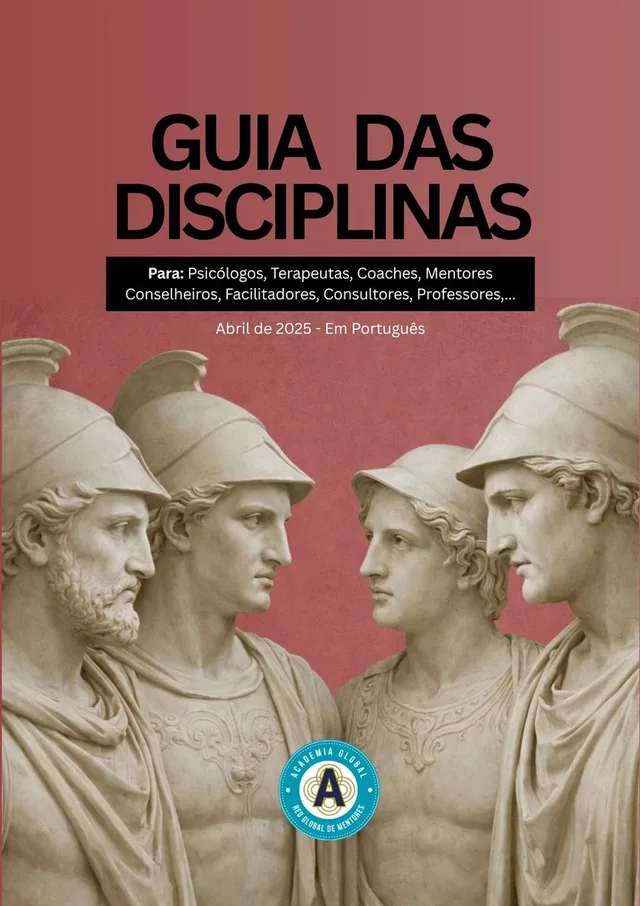 GUIA DAS
DISCIPLINAS
Para: Psicólogos, Terapeutas, Coaches, Mentores
Conselheiros, Facilitadores, Consultores, Professores,...
Abril de 2025 - Em Português
ACADEMIA GLOBAL
A
RED GLOBAL DE MENTORES